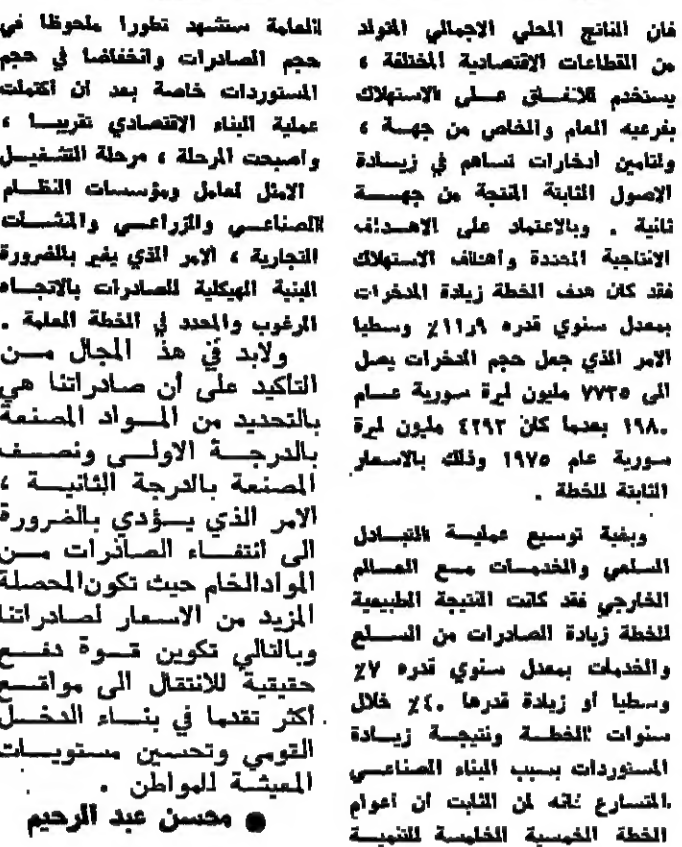 فان الناتج المحلي الاجمالي المتولد
من القطاعات الاقتصادية المختلفة ،
يستخدم للانفاق على الاستهلاك
بفرعيه العام والخاص من جهة ،
ولتأمين ادخارات تساهم في زيادة
الاصول الثابتة المنتجة من جهة
ثانية . وبالاعتماد على الاهداف
الانتاجية المحددة وأهداف الاستهلاك
فقد كان هدف الخطة زيادة المدخرات
بمعدل سنوي قدره ١١٫٩٪ وسطيا
الامر الذي جعل حجم المدخرات يصل
الى ٧٧٣٥ مليون ليرة سورية عام
١٩٨٠ بعدما كان ٤٢٩٢ مليون ليرة
سورية عام ١٩٧٥ وذلك بالاسعار
الثابتة للخطة .
وبغية توسيع عملية التبادل
السلعي والخدمات مع العالم
الخارجي فقد كانت النتيجة الطبيعية
للخطة زيادة الصادرات من السلع
والخدمات بمعدل سنوي قدره ٧٪
وسطيا أو زيادة قدرها ٤٠٪ خلال
سنوات الخطة ونتيجة زيادة
المستوردات بسبب البناء الصناعي
المتسارع فانه لمن الثابت ان اعوام
الخطة الخمسية الخامسة للتنمية
العامة ستشهد تطورا ملحوظا في
حجم الصادرات وانخفاضا في حجم
المستوردات خاصة بعد ان اكتملت
عملية البناء الاقتصادي تقريبا ،
واصبحت المرحلة ، مرحلة التشغيل
الامثل لمعامل ومؤسسات النظام
الصناعي والزراعي والمنشآت
التجارية ، الامر الذي يغير بالضرورة
البنية الهيكلية للصادرات بالاتجاه
المرغوب والمحدد في الخطة العامة .
ولابد في هذ المجال من
التأكيد على أن صادراتنا هي
بالتحديد من المواد المصنعة
بالدرجة الاولى ونصف
المصنعة بالدرجة الثانية ،
الامر الذي يؤدي بالضرورة
الى انتفاء الصادرات من
المواد الخام حيث تكون المحصلة
المزيد من الاسعار لصادراتنا
وبالتالي تكوين قوة دفع
حقيقية للانتقال الى مواقع
أكثر تقدما في بناء الدخل
القومي وتحسين مستويات
المعيشة للمواطن .
● محسن عبد الرحيم